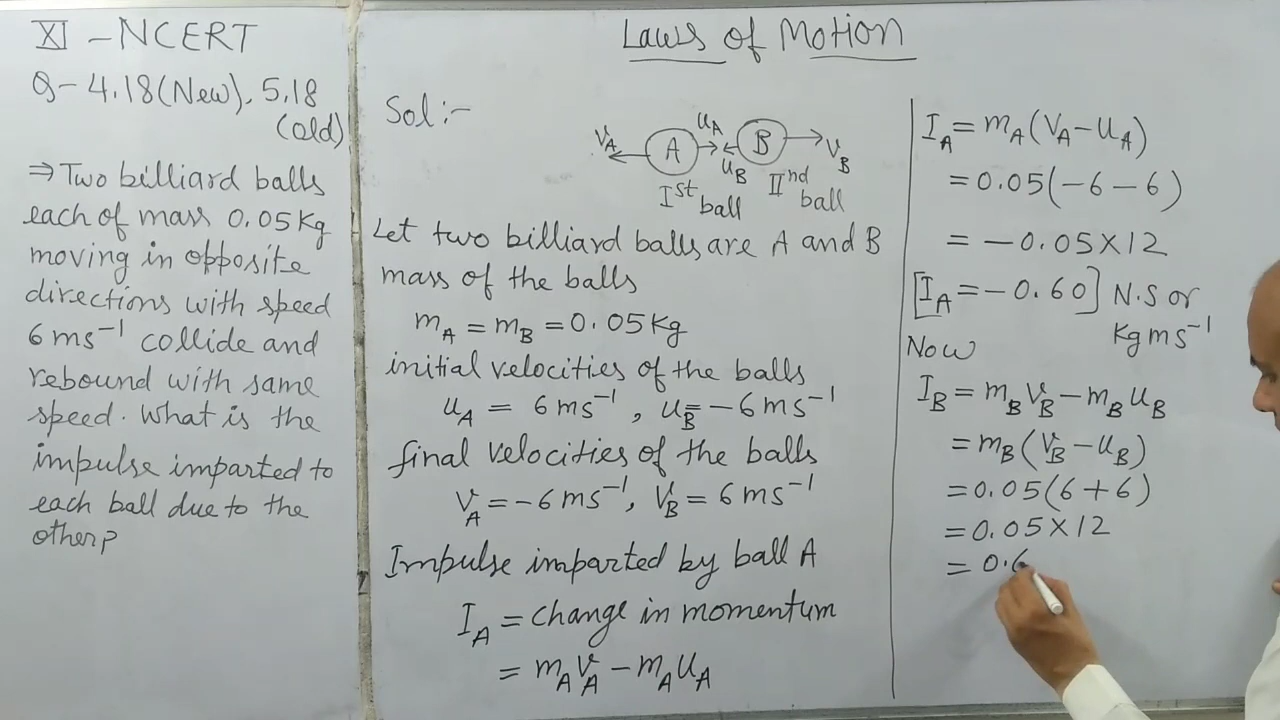 XI - NCERT
Q- 4.18(New), 5.18
(old)
⇒ Two billiard balls
each of mass 0.05 Kg
moving in opposite
directions with speed
6 ms⁻¹ collide and
rebound with same
speed. What is the
impulse imparted to
each ball due to the
other?
Laws of Motion
Sol:-
V_A A u_A u_B B V_B
Ist ball IInd ball
Let two billiard balls are A and B
mass of the balls
m_A = m_B = 0.05 Kg
initial velocities of the balls
u_A = 6 ms⁻¹, u_B = -6 ms⁻¹
final velocities of the balls
V_A = -6 ms⁻¹, V_B = 6 ms⁻¹
Impulse imparted by ball A
I_A = change in momentum
= m_A V_A - m_A u_A
I_A = m_A (V_A - u_A)
= 0.05(-6-6)
= -0.05×12
[I_A = -0.60] N.S or
Kg ms⁻¹
Now
I_B = m_B V_B - m_B u_B
= m_B (V_B - u_B)
= 0.05(6+6)
= 0.05×12
= 0.6